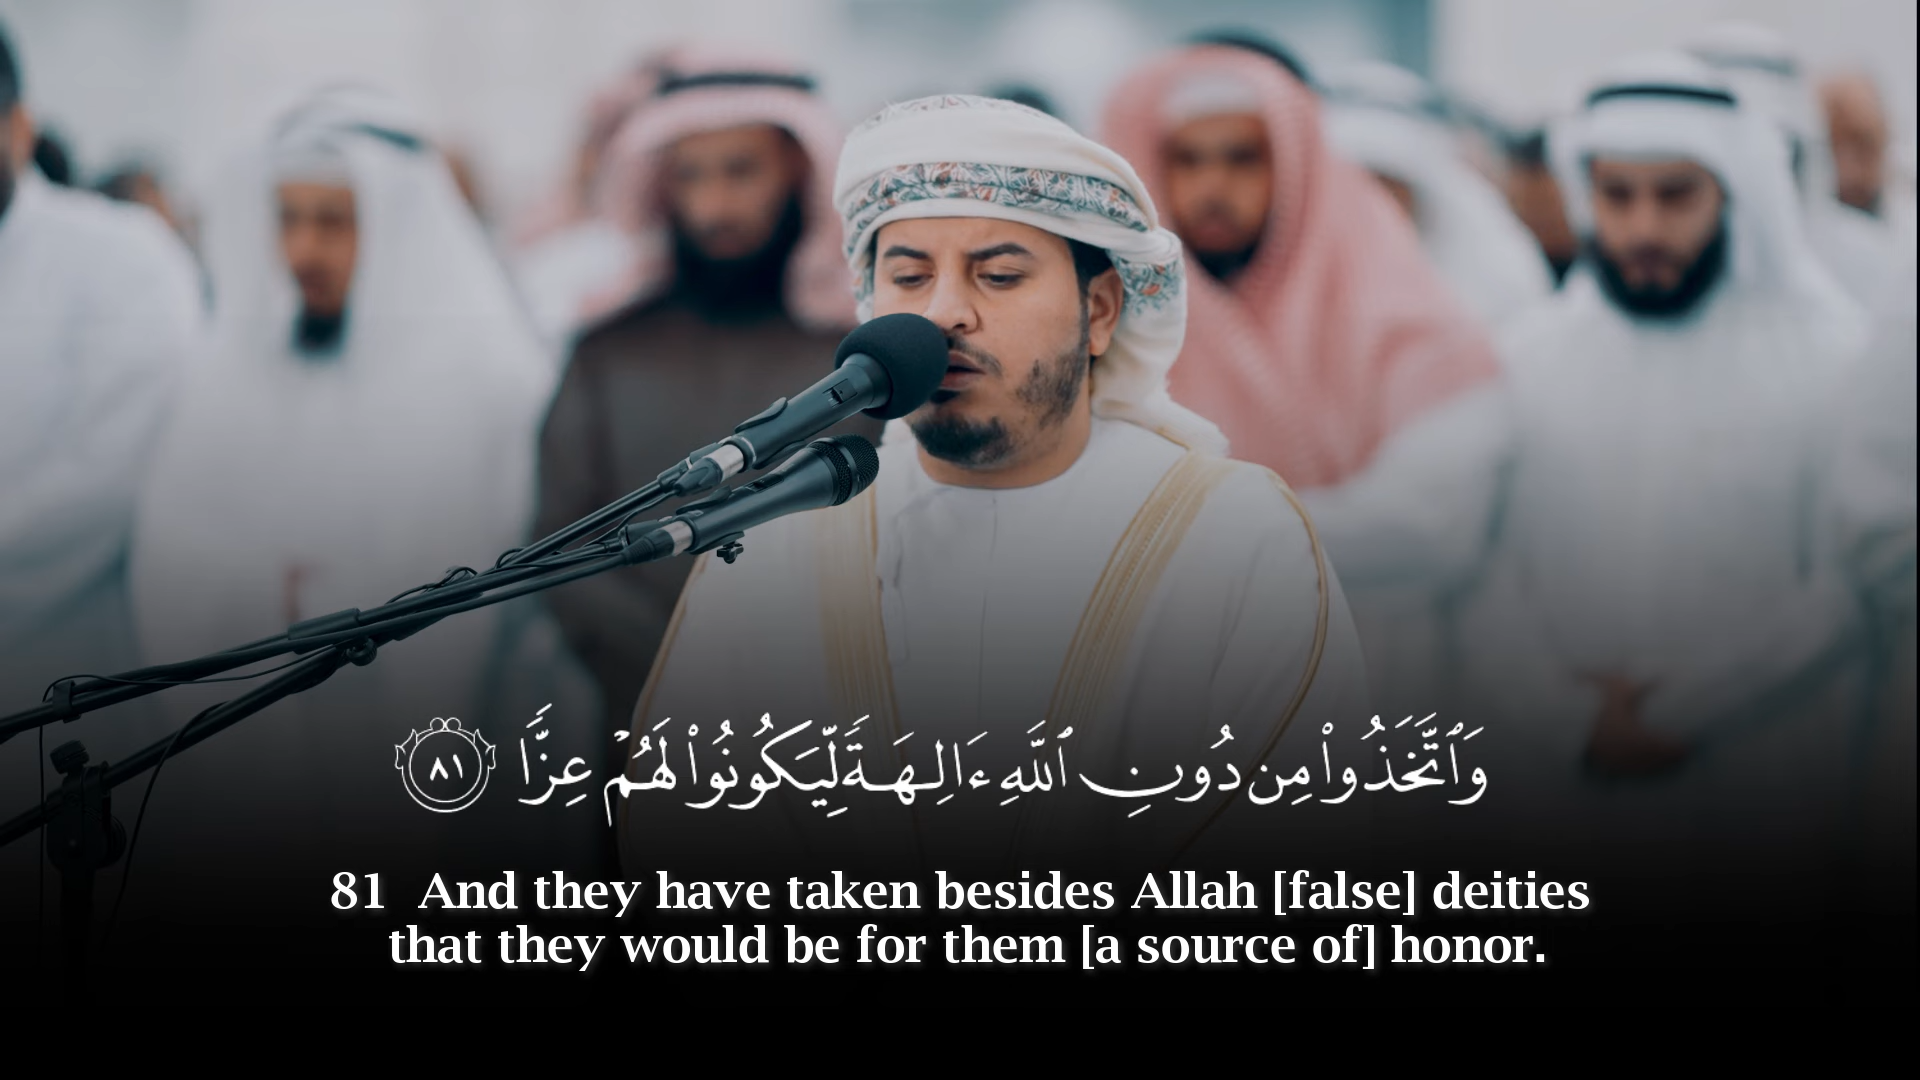 وَٱتَّخَذُوا۟ مِن دُونِ ٱللَّهِ ءَالِهَةً لِّيَكُونُوا۟ لَهُمْ عِزًّا ٨١
81 And they have taken besides Allah [false] deities
that they would be for them [a source of] honor.